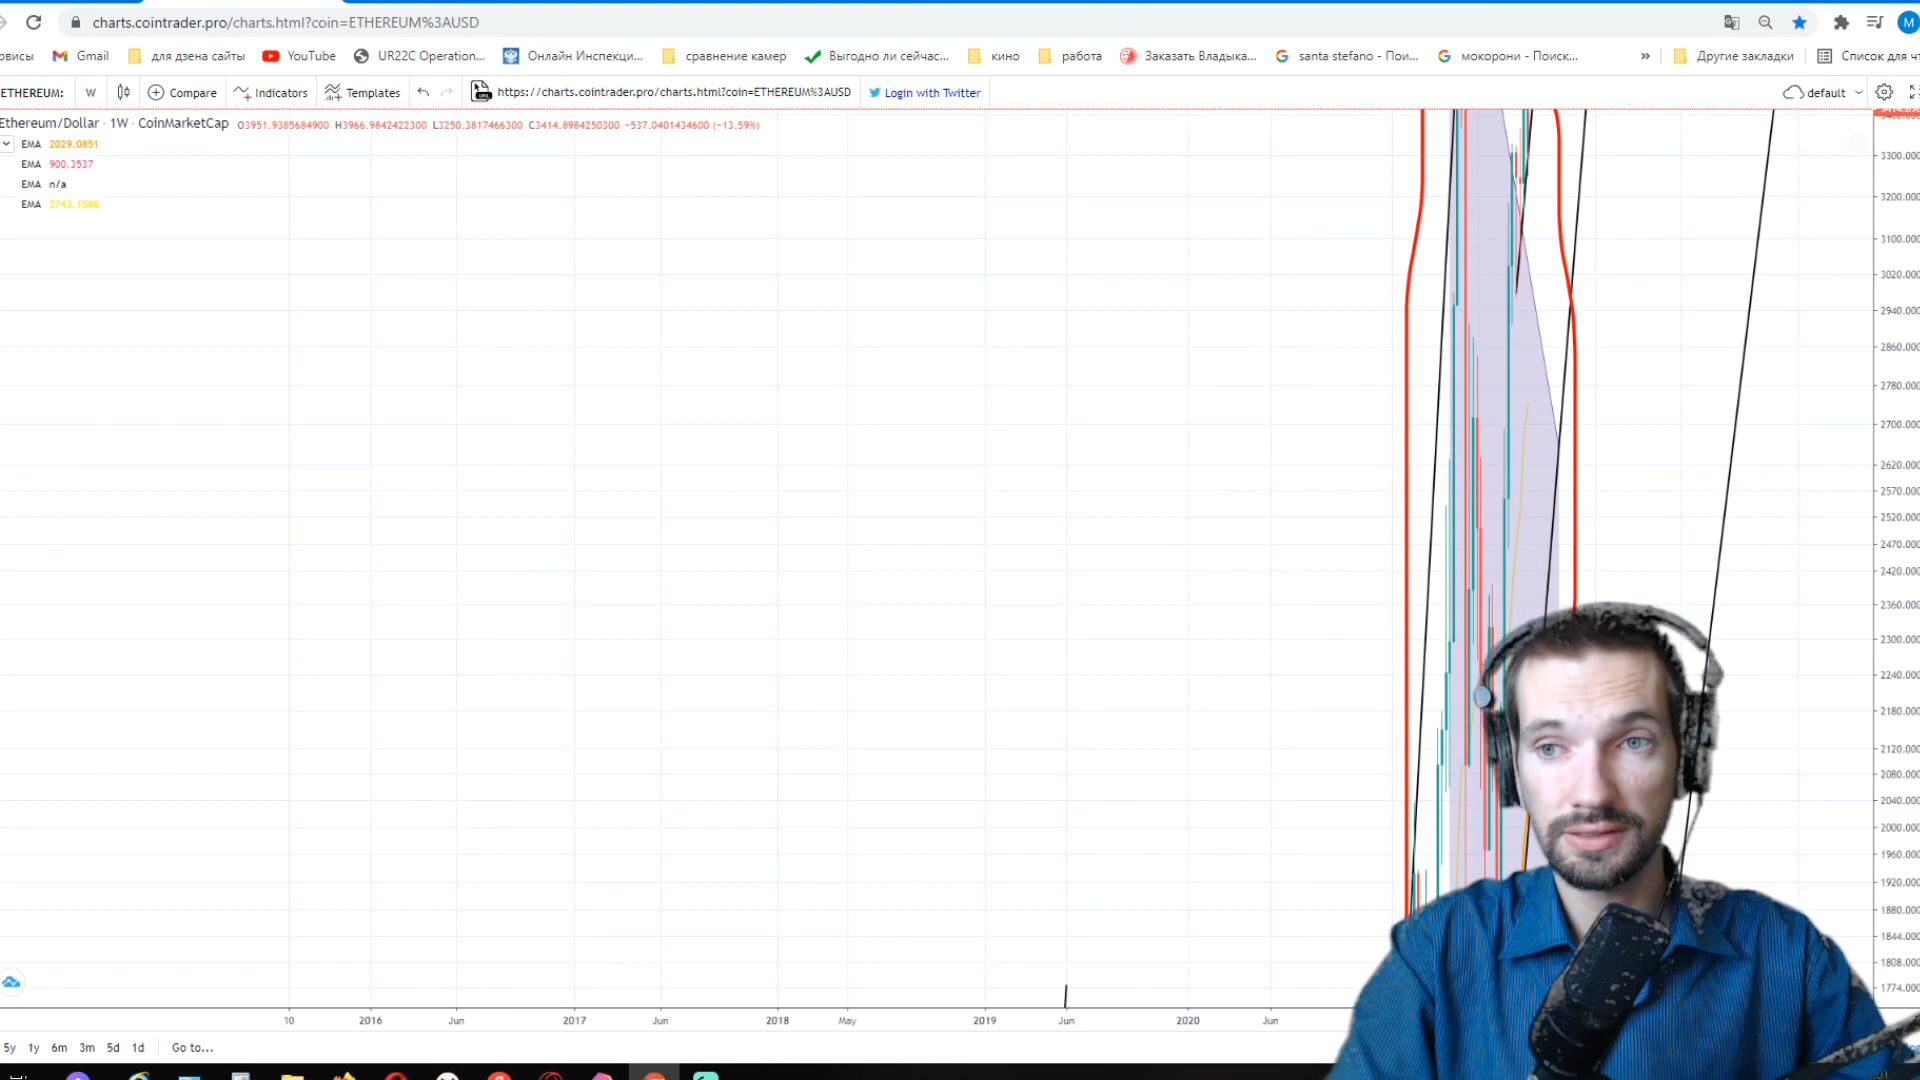 charts.cointrader.pro/charts.html?coin=ETHEREUM%3AUSD
М
рвисы Gmail для дзена сайты YouTube UR22C Operation... Онлайн Инспекци... сравнение камер Выгодно ли сейчас... кино работа Заказать Владыка... santa stefano - Пои... мокорони - Поиск... » Другие закладки Список для чт
ETHEREUM: W Compare Indicators Templates https://charts.cointrader.pro/charts.html?coin=ETHEREUM%3AUSD Login with Twitter default
Ethereum/Dollar · 1W · CoinMarketCap O3951.9385684900 H3966.9842422300 L3250.3817466300 C3414.8984250300 −537.0401434600 (−13.59%)
EMA 2029.0851
EMA 900.3537
EMA n/a
EMA 2743.1586
3300.000
3200.000
3100.000
3020.000
2940.000
2860.000
2780.000
2700.000
2620.000
2570.000
2520.000
2470.000
2420.000
2360.000
2300.000
2240.000
2180.000
2120.000
2080.000
2040.000
2000.000
1960.000
1920.000
1880.000
1844.000
1808.000
1774.000
10 2016 Jun 2017 Jun 2018 May 2019 Jun 2020 Jun
5y 1y 6m 3m 5d 1d Go to...